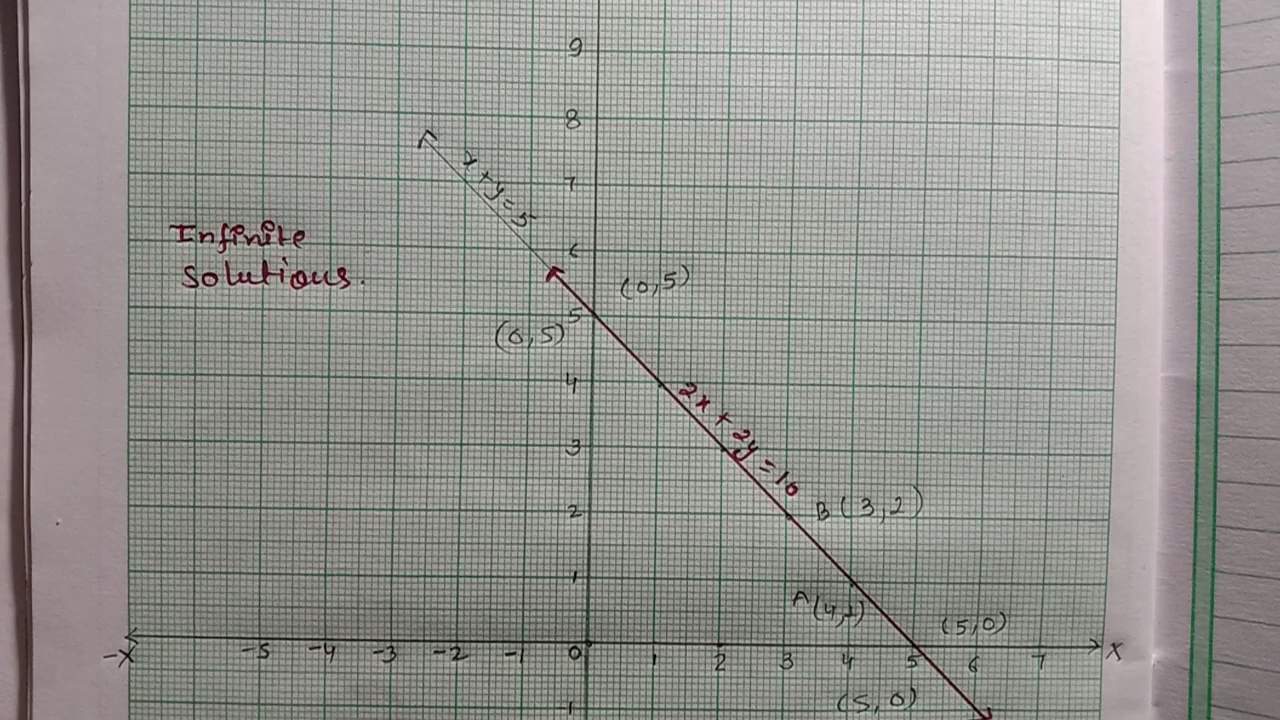 9
8
x+y=5
7
Infinite
6
solutions.
(0,5)
5
(0,5)
4
2x+2y=10
3
B(3,2)
2
1
A(4,1)
(5,0)
-X -5 -4 -3 -2 -1 0 1 2 3 4 5 6 7 X
(5,0)
-1